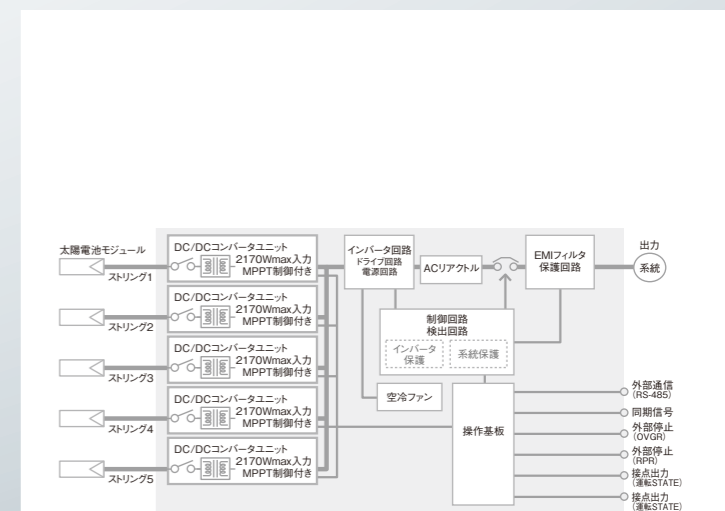 太陽電池モジュール
ストリング1
ストリング2
ストリング3
ストリング4
ストリング5
DC/DCコンバータユニット
2170Wmax入力
MPPT制御付き
DC/DCコンバータユニット
2170Wmax入力
MPPT制御付き
DC/DCコンバータユニット
2170Wmax入力
MPPT制御付き
DC/DCコンバータユニット
2170Wmax入力
MPPT制御付き
DC/DCコンバータユニット
2170Wmax入力
MPPT制御付き
インバータ回路
ドライブ回路
電源回路
ACリアクトル
EMIフィルタ
保護回路
出力
系統
制御回路
検出回路
インバータ
保護
系統保護
空冷ファン
操作基板
外部通信
(RS-485)
同期信号
外部停止
(OVGR)
外部停止
(RPR)
接点出力
(運転STATE)
接点出力
(運転STATE)